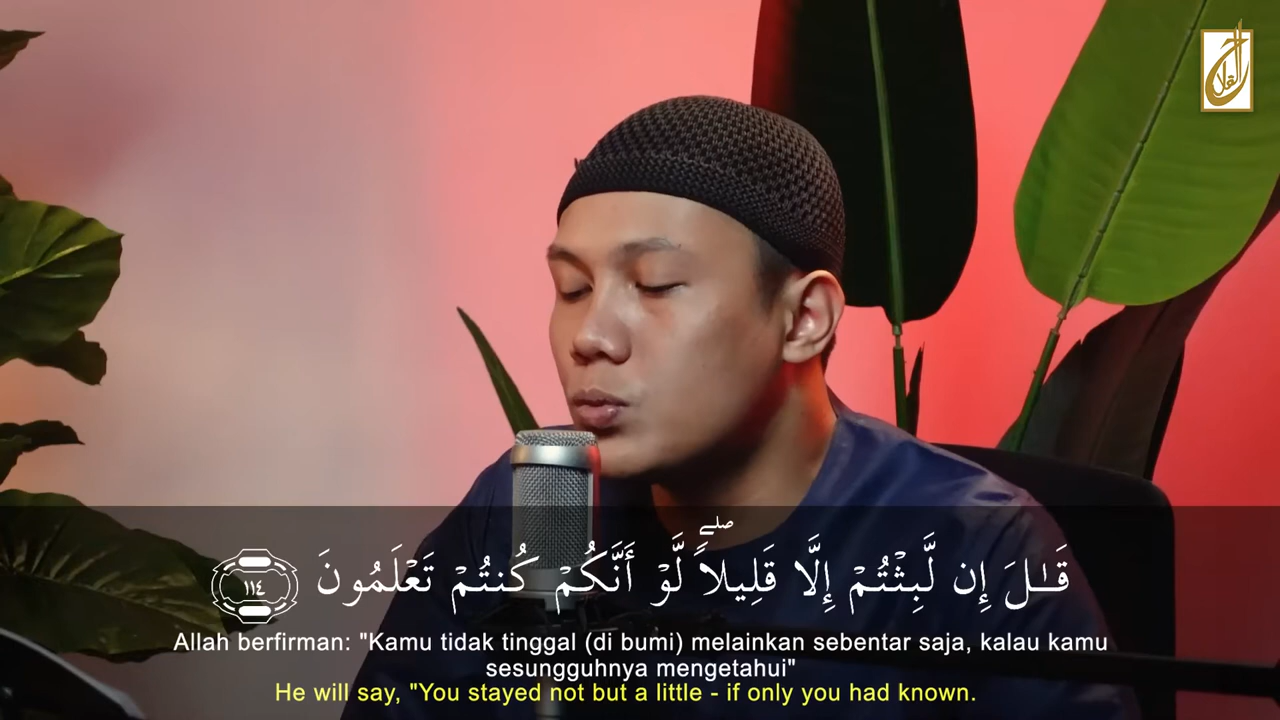 قَـٰلَ إِن لَّبِثْتُمْ إِلَّا قَلِيلاً ۖ لَّوْ أَنَّكُمْ كُنتُمْ تَعْلَمُونَ ١١٤
Allah berfirman: "Kamu tidak tinggal (di bumi) melainkan sebentar saja, kalau kamu
sesungguhnya mengetahui"
He will say, "You stayed not but a little - if only you had known.